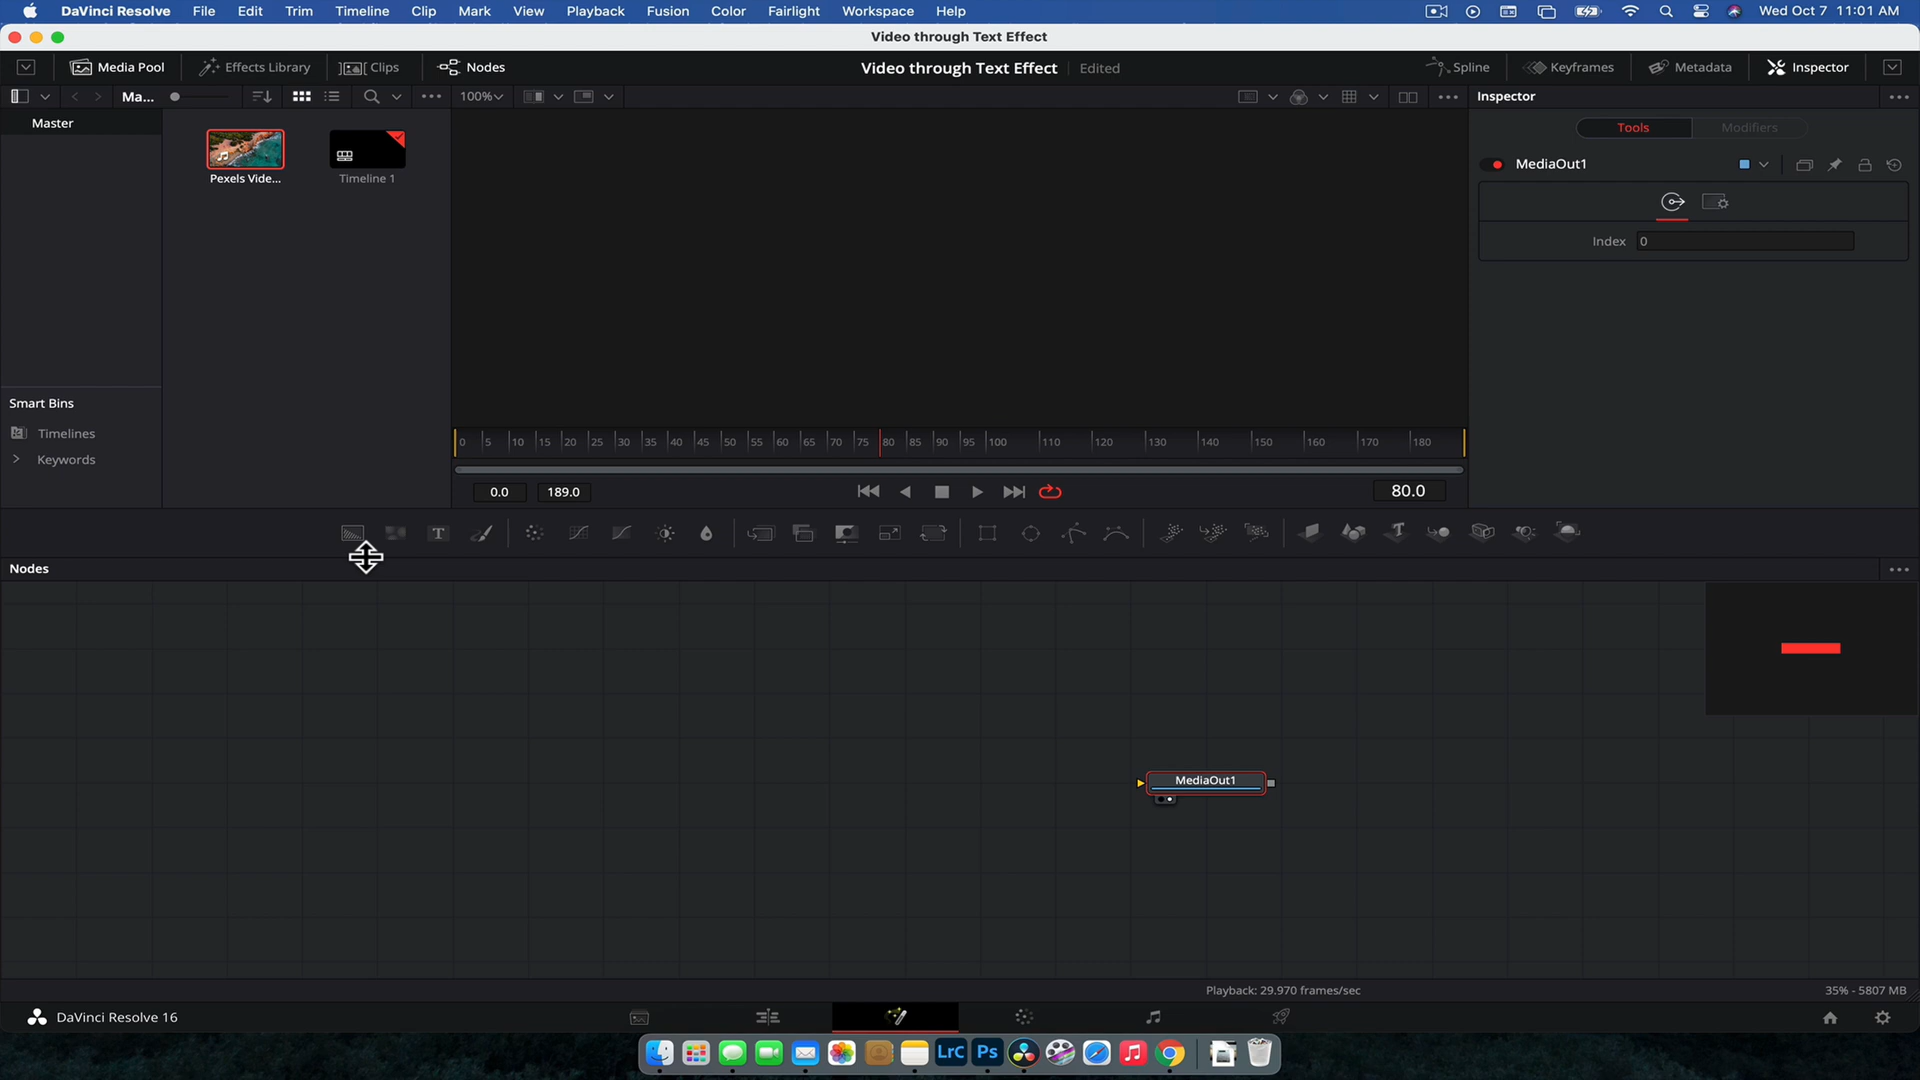 DaVinci Resolve File Edit Trim Timeline Clip Mark View Playback Fusion Color Fairlight Workspace Help Wed Oct 7 11:01 AM
Video through Text Effect
Media Pool Effects Library Clips Nodes Video through Text Effect Edited Spline Keyframes Metadata Inspector
Ma... 100% Inspector
Master
Tools Modifiers
MediaOut1
Pexels Vide... Timeline 1
Index 0
Smart Bins
Timelines
Keywords
0 5 10 15 20 25 30 35 40 45 50 55 60 65 70 75 80 85 90 95 100 110 120 130 140 150 160 170 180
0.0 189.0 80.0
T
Nodes
MediaOut1
Playback: 29.970 frames/sec 35% - 5807 MB
DaVinci Resolve 16
LrC Ps